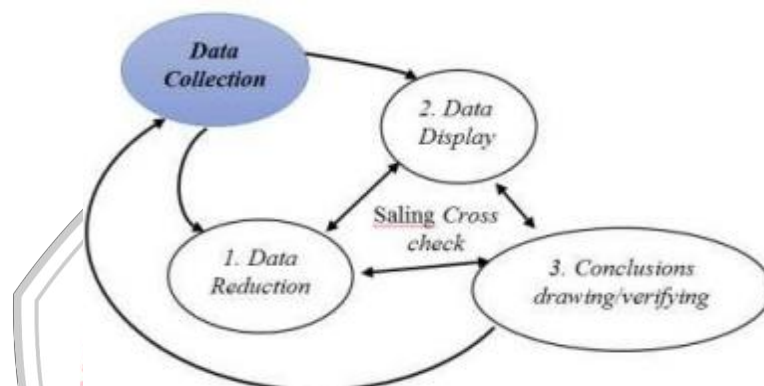 Data
Collection
2. Data
Display
Saling Cross
check
1. Data
Reduction
3. Conclusions
drawing/verifying